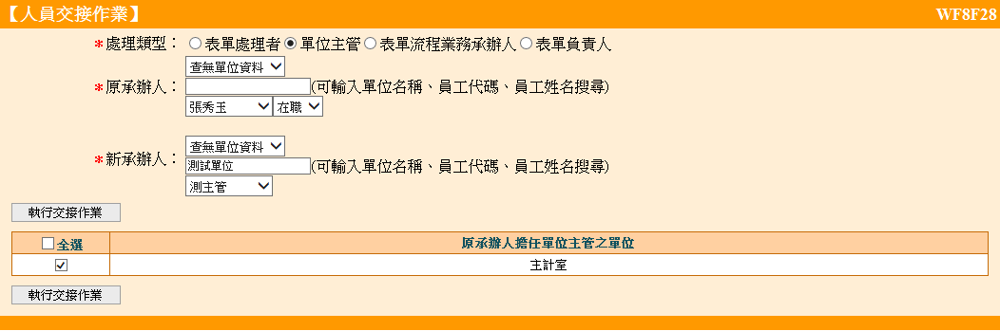 【人員交接作業】 WF8F28
*處理類型： 表單處理者 單位主管 表單流程業務承辦人 表單負責人
查無單位資料
*原承辦人： (可輸入單位名稱、員工代碼、員工姓名搜尋)
張秀玉 在職
查無單位資料
*新承辦人： 測試單位 (可輸入單位名稱、員工代碼、員工姓名搜尋)
測主管
執行交接作業
全選 原承辦人擔任單位主管之單位
主計室
執行交接作業